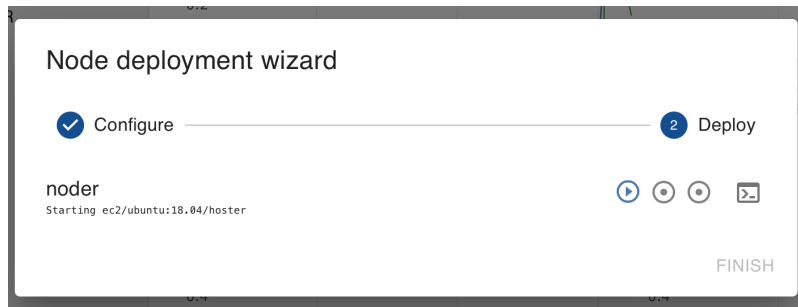 Node deployment wizard
Configure
2
Deploy
noder
Starting ec2/ubuntu:18.04/hoster
FINISH